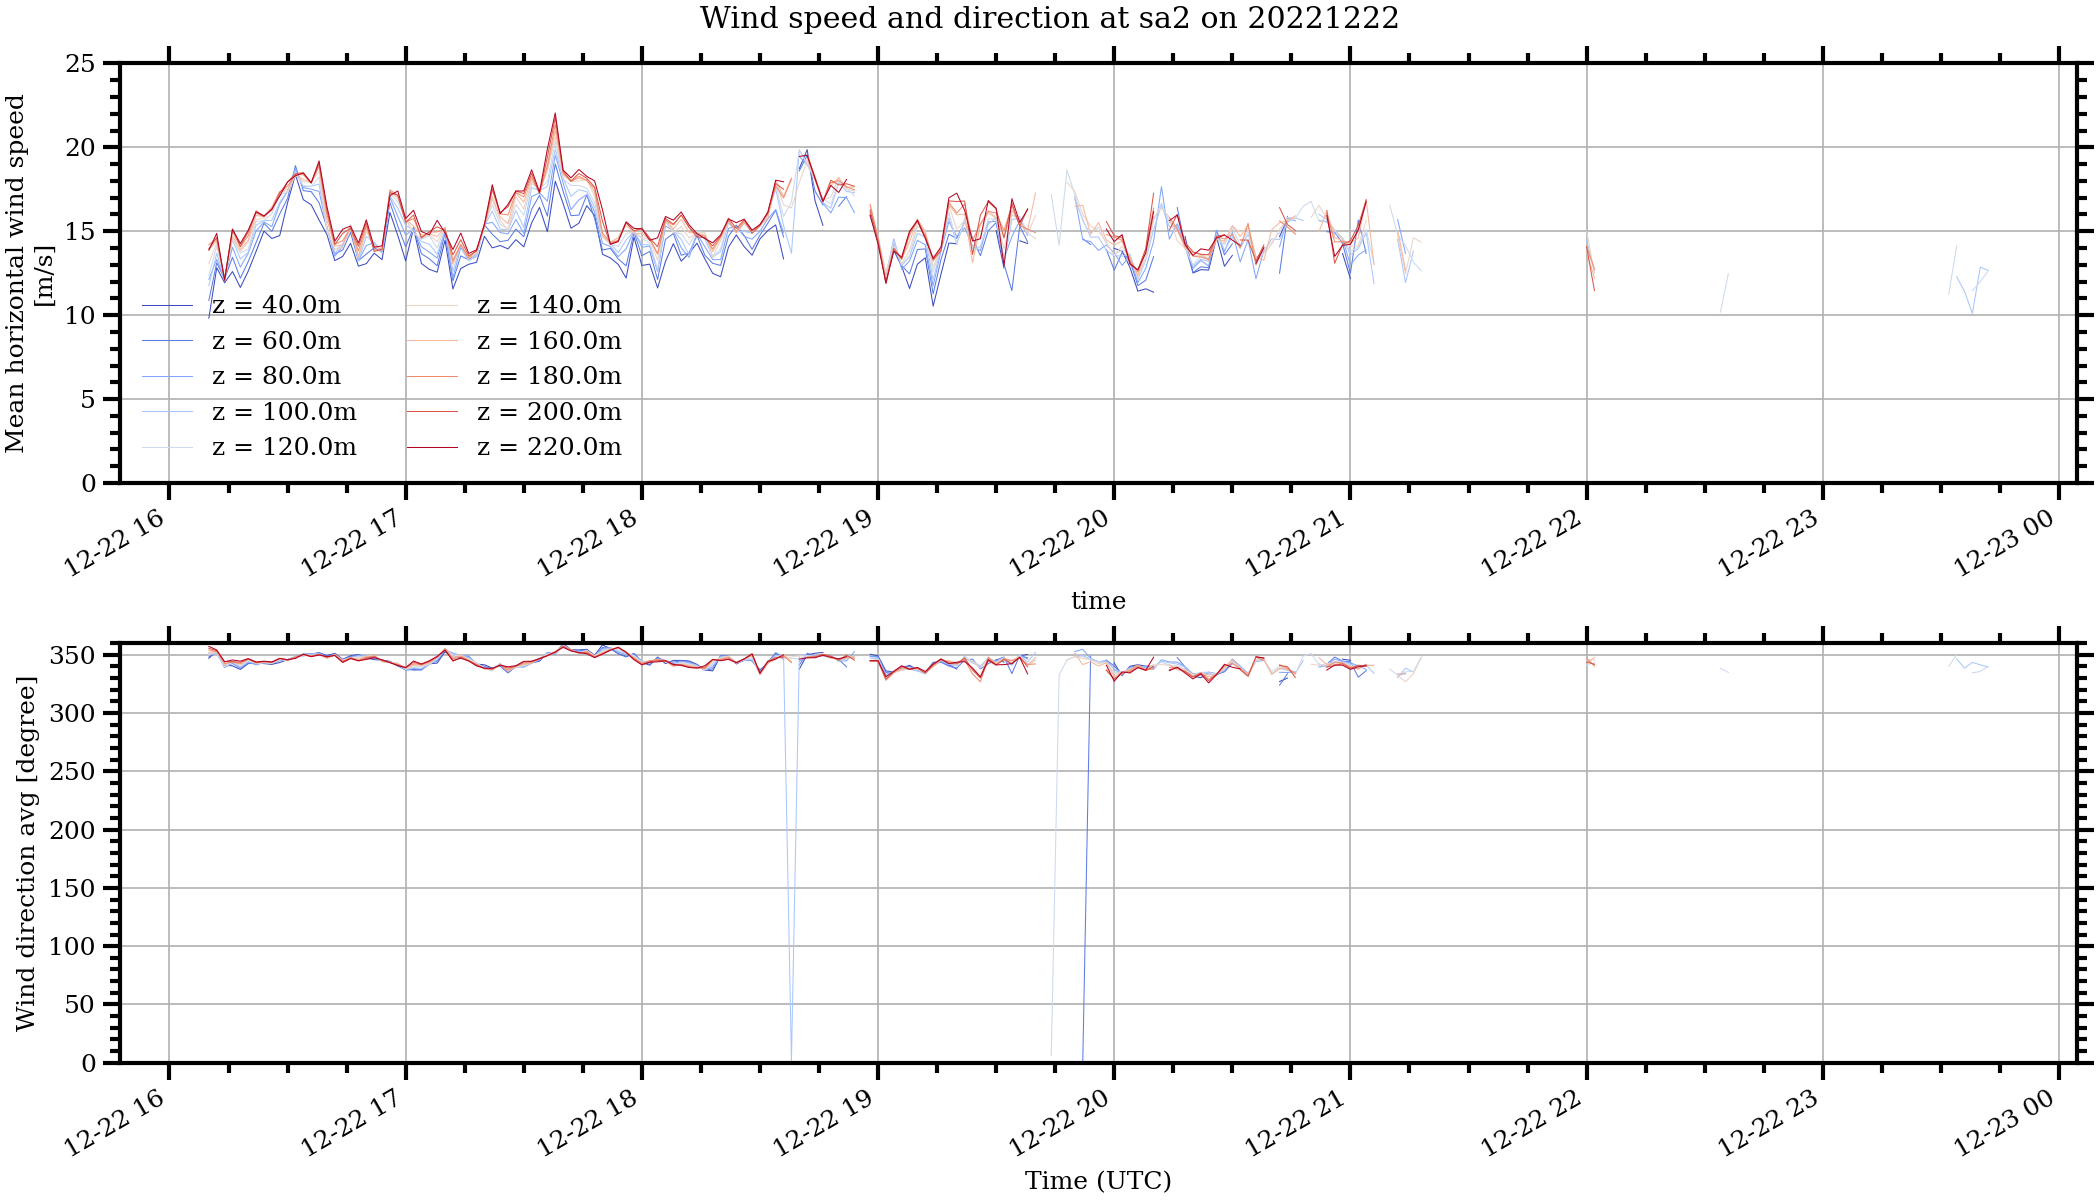 Wind speed and direction at sa2 on 20221222
Mean horizontal wind speed
[m/s]
25
20
15
10
5
0
z = 40.0m
z = 60.0m
z = 80.0m
z = 100.0m
z = 120.0m
z = 140.0m
z = 160.0m
z = 180.0m
z = 200.0m
z = 220.0m
12-22 16
12-22 17
12-22 18
12-22 19
12-22 20
12-22 21
12-22 22
12-22 23
12-23 00
time
Wind direction avg [degree]
350
300
250
200
150
100
50
0
12-22 16
12-22 17
12-22 18
12-22 19
12-22 20
12-22 21
12-22 22
12-22 23
12-23 00
Time (UTC)